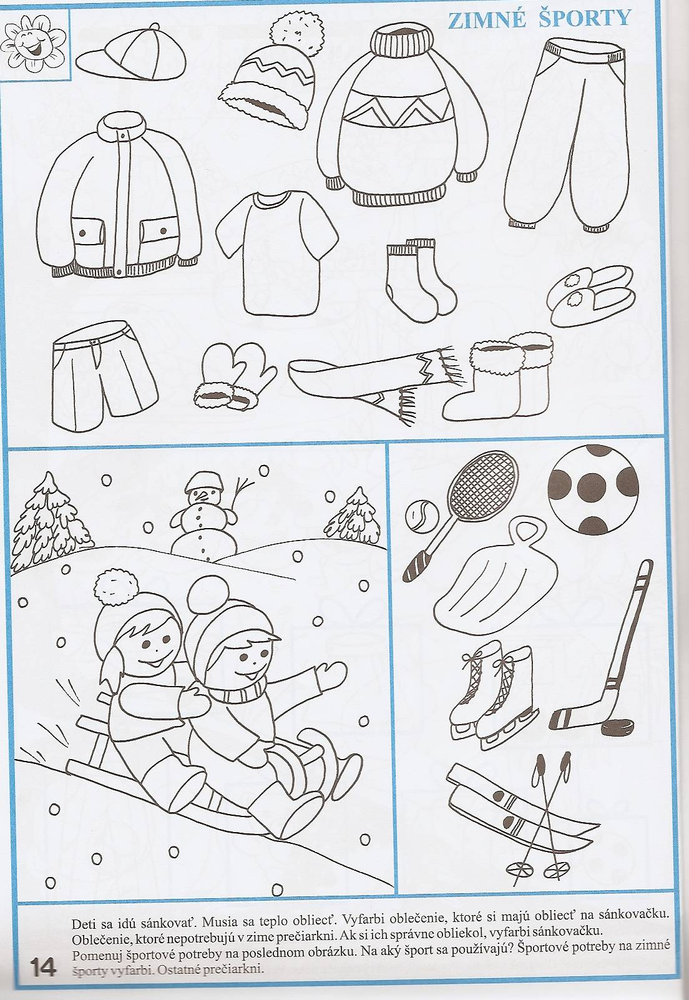 ZIMNÉ ŠPORTY
Deti sa idú sánkovať. Musia sa teplo obliecť. Vyfarbi oblečenie, ktoré si majú obliecť na sánkovačku.
Oblečenie, ktoré nepotrebujú v zime prečiarkni. Ak si ich správne obliekol, vyfarbi sánkovačku.
Pomenuj športové potreby na poslednom obrázku. Na aký šport sa používajú? Športové potreby na zimné
športy vyfarbi. Ostatné prečiarkni.
14